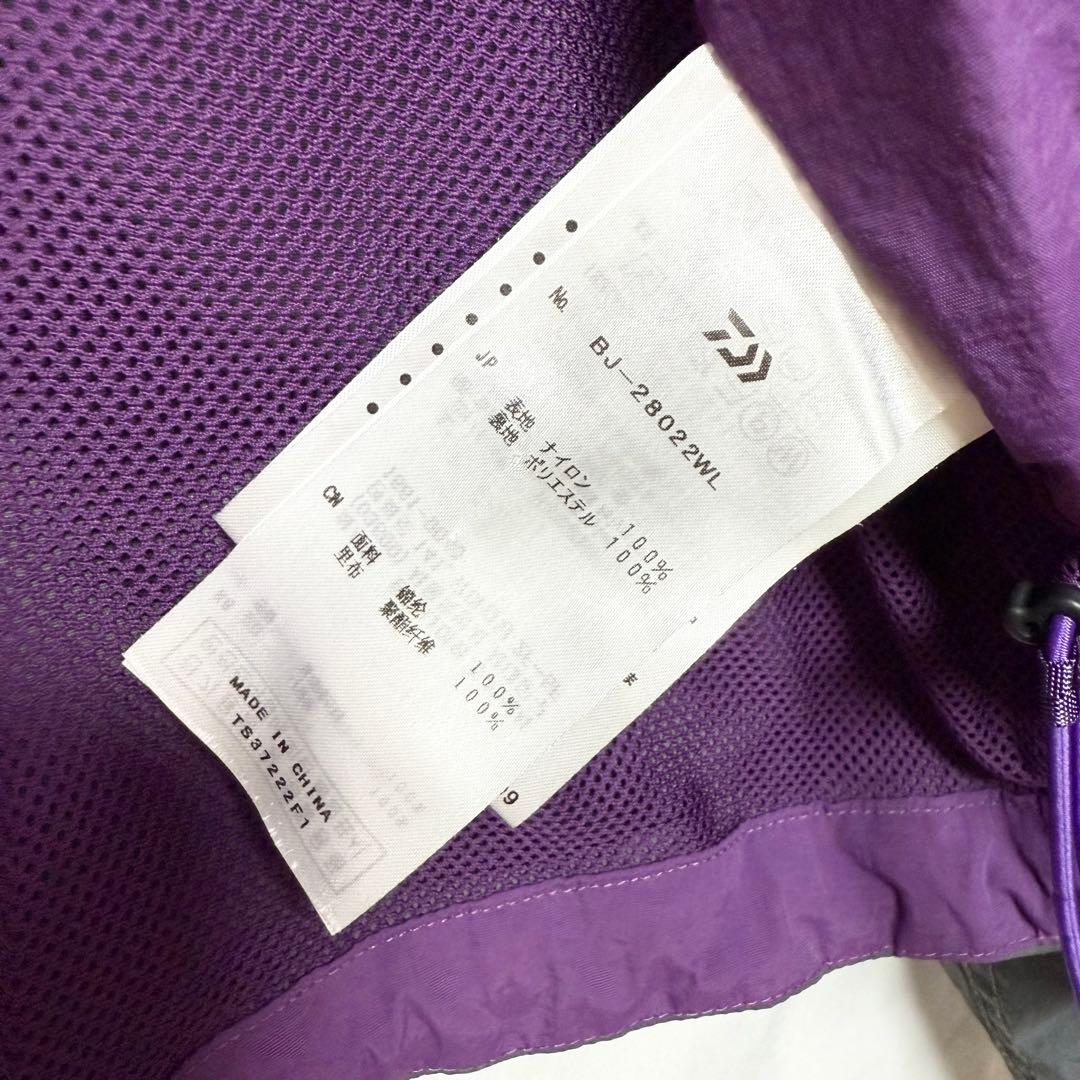 No. BJ-28022WL
JP
表地 ナイロン 100%
裏地 ポリエステル 100%
CN
面料 锦纶 100%
里布 聚酯纤维 100%
MADE IN CHINA
TS37222F1